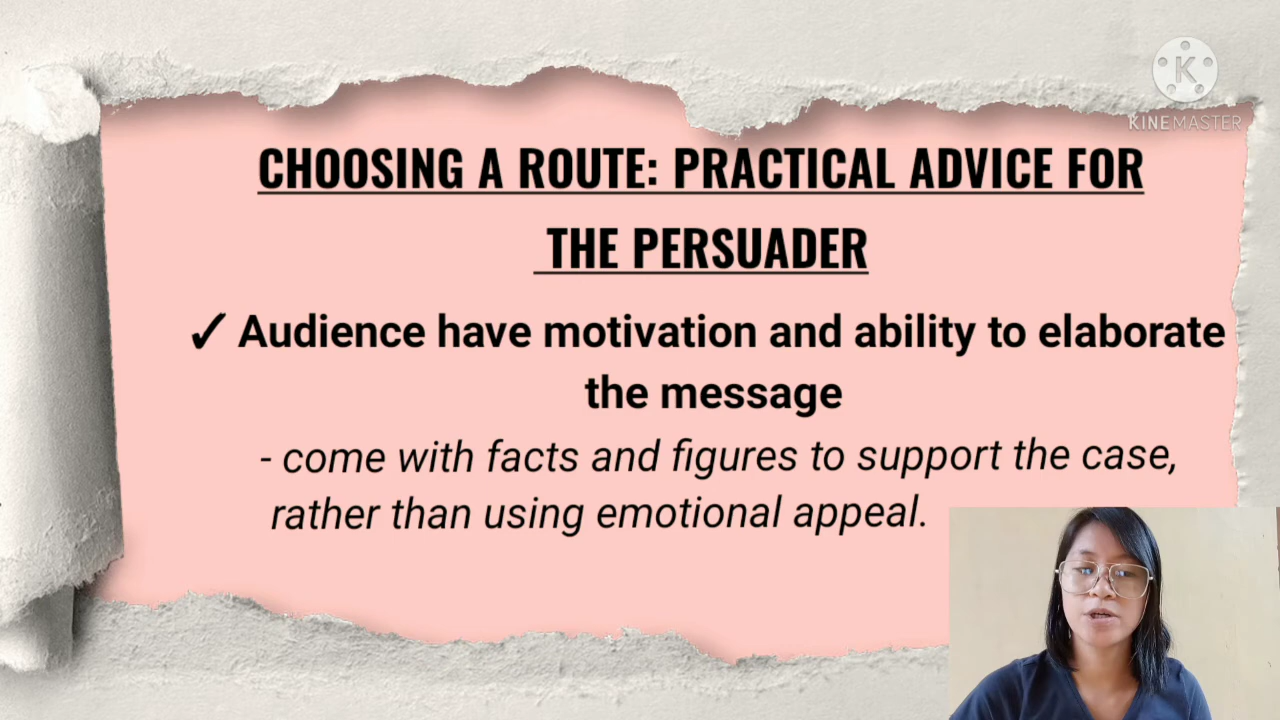 K
KINEMASTER
CHOOSING A ROUTE: PRACTICAL ADVICE FOR
THE PERSUADER
✓ Audience have motivation and ability to elaborate
the message
- come with facts and figures to support the case,
rather than using emotional appeal.